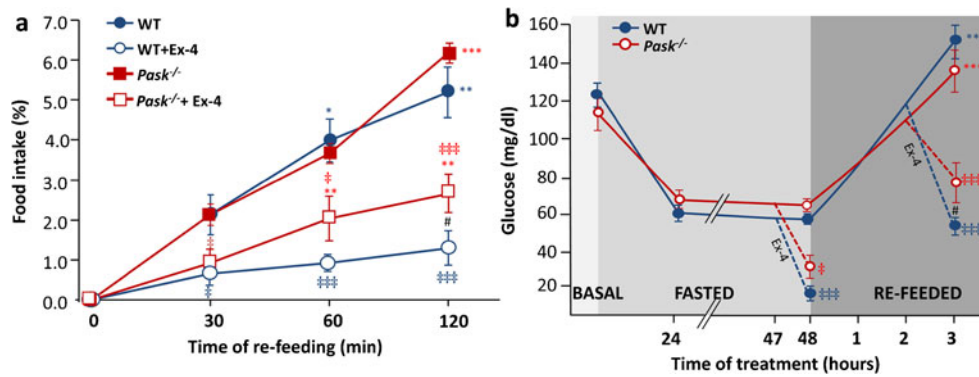 a
7.0
6.0
5.0
4.0
3.0
2.0
1.0
0.0
Food intake (%)
WT
WT+Ex-4
Pask-/-
Pask-/-+ Ex-4
***
**
*
‡‡‡
**
‡
**
#
‡
‡
‡‡‡
‡‡‡
0 30 60 120
Time of re-feeding (min)
b
160
140
120
100
80
60
40
20
Glucose (mg/dl)
WT
Pask-/-
Ex-4
Ex-4
‡
‡‡‡
‡‡‡
#
‡‡‡
BASAL FASTED RE-FEEDED
24 47 48 1 2 3
Time of treatment (hours)